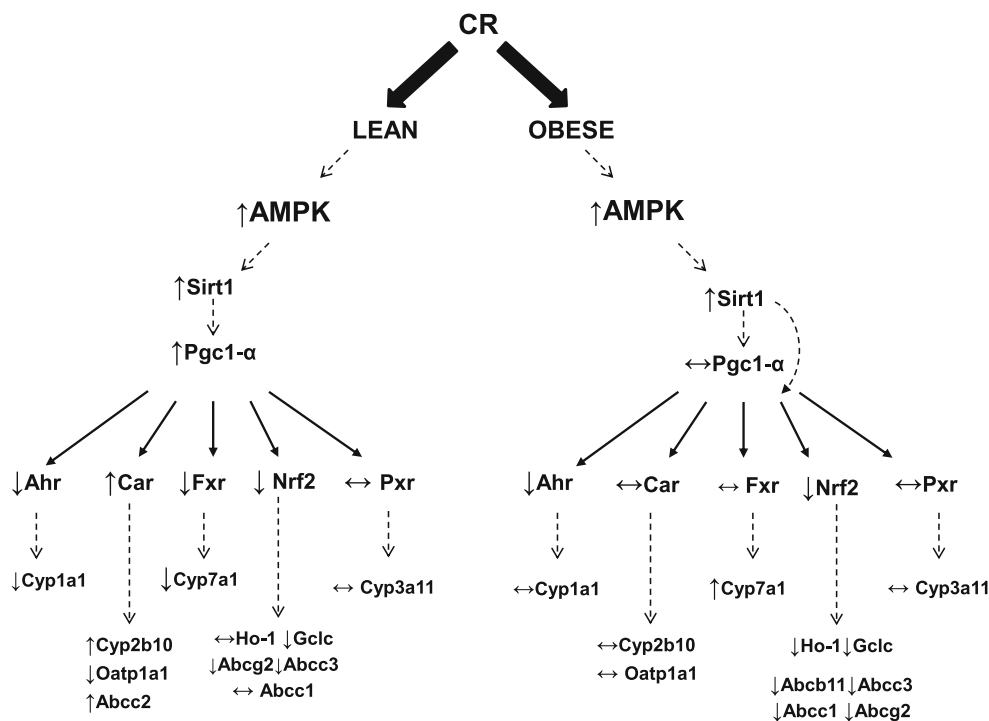 CR
LEAN OBESE
↑AMPK ↑AMPK
↑Sirt1 ↑Sirt1
↑Pgc1-α ↔Pgc1-α
↓Ahr ↑Car ↓Fxr ↓Nrf2 ↔ Pxr ↓Ahr ↔Car ↔ Fxr ↓Nrf2 ↔Pxr
↓Cyp1a1 ↓Cyp7a1 ↔ Cyp3a11 ↔Cyp1a1 ↑Cyp7a1 ↔ Cyp3a11
↑Cyp2b10 ↔Ho-1 ↓Gclc ↔Cyp2b10 ↓Ho-1↓Gclc
↓Oatp1a1 ↓Abcg2↓Abcc3 ↔ Oatp1a1 ↓Abcb11↓Abcc3
↑Abcc2 ↔ Abcc1 ↓Abcc1 ↓Abcg2